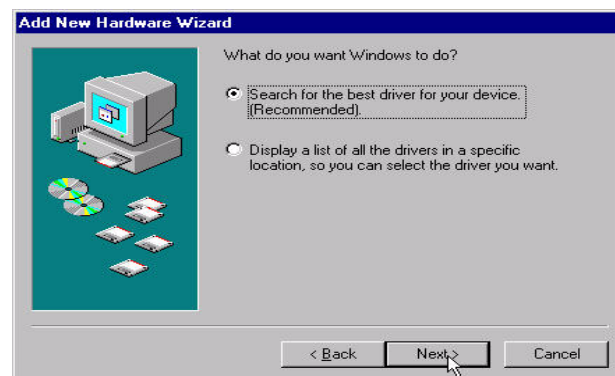 Add New Hardware Wizard
What do you want Windows to do?
Search for the best driver for your device.
(Recommended).
Display a list of all the drivers in a specific
location, so you can select the driver you want.
< Back
Next >
Cancel